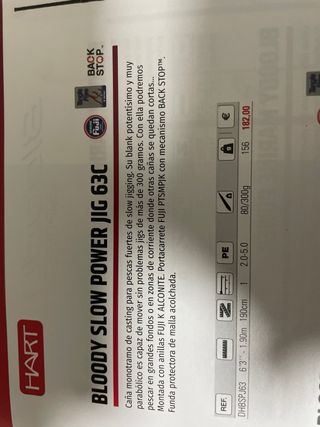 HART
BLOODY SLOW POWER JIG 63C
Fuji
BACK
STOP™
Caña monotramo de casting para pescas fuertes de slow jigging. Su blank potentísimo y muy
parabólico es capaz de mover sin problemas jigs de más de 300 gramos. Con ella podremos
pescar en grandes fondos o en zonas de corriente donde otras cañas se quedan cortas...
Montada con anillas FUJI K ALCONITE. Portacarrete FUJI PTSMPJK con mecanismo BACK STOP™.
Funda protectora de malla acolchada.
REF. PE €
DHBSPJ63 6'3" - 1.90m 190cm 1 2.0-5.0 80/300g 156 182,00